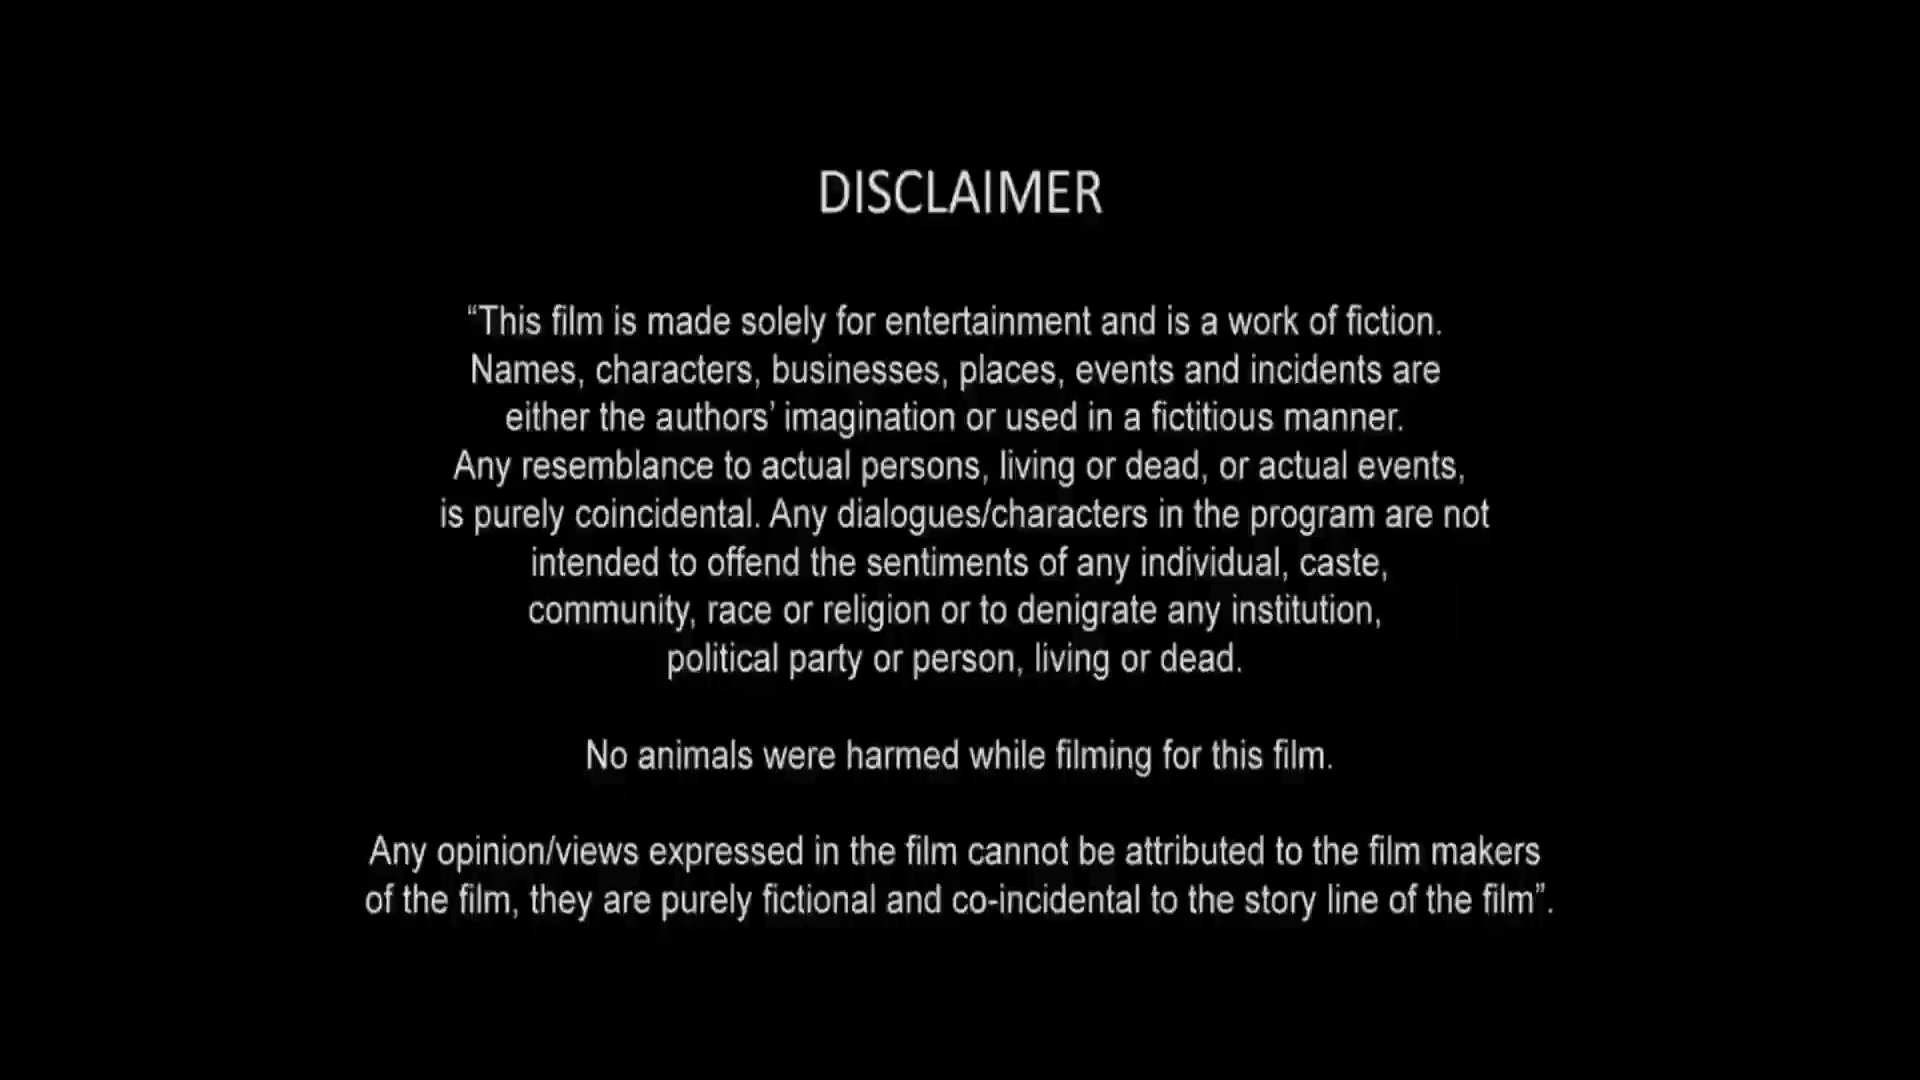 DISCLAIMER
“This film is made solely for entertainment and is a work of fiction.
Names, characters, businesses, places, events and incidents are
either the authors’ imagination or used in a fictitious manner.
Any resemblance to actual persons, living or dead, or actual events,
is purely coincidental. Any dialogues/characters in the program are not
intended to offend the sentiments of any individual, caste,
community, race or religion or to denigrate any institution,
political party or person, living or dead.
No animals were harmed while filming for this film.
Any opinion/views expressed in the film cannot be attributed to the film makers
of the film, they are purely fictional and co-incidental to the story line of the film”.